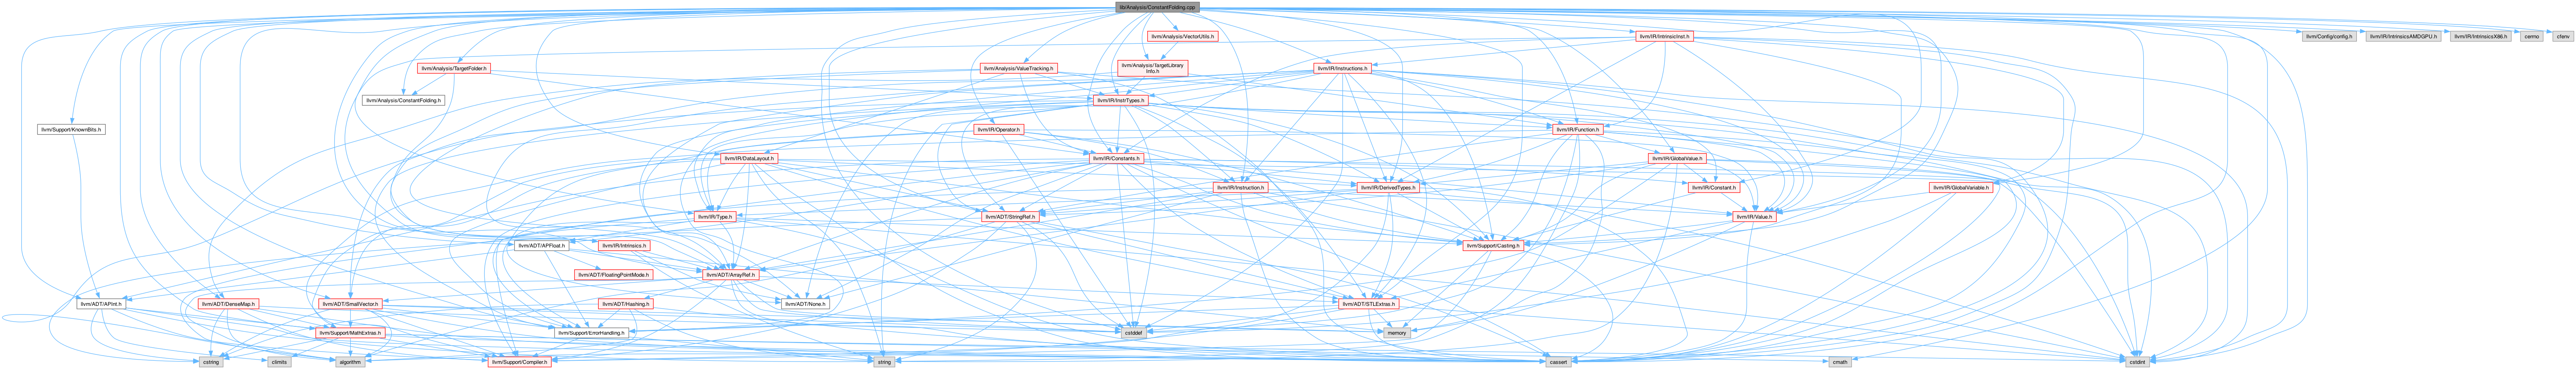 lib/Analysis/ConstantFolding.cpp
llvm/Analysis/VectorUtils.h
llvm/IR/IntrinsicInst.h
llvm/Config/config.h
llvm/IR/IntrinsicsAMDGPU.h
llvm/IR/IntrinsicsX86.h
cerrno
cfenv
llvm/Analysis/TargetFolder.h
llvm/Analysis/ValueTracking.h
llvm/Analysis/TargetLibrary
Info.h
llvm/IR/Instructions.h
llvm/Analysis/ConstantFolding.h
llvm/IR/InstrTypes.h
llvm/Support/KnownBits.h
llvm/IR/Operator.h
llvm/IR/Function.h
llvm/IR/DataLayout.h
llvm/IR/Constants.h
llvm/IR/GlobalValue.h
llvm/IR/Instruction.h
llvm/IR/DerivedTypes.h
llvm/IR/Constant.h
llvm/IR/GlobalVariable.h
llvm/IR/Type.h
llvm/ADT/StringRef.h
llvm/IR/Value.h
llvm/ADT/APFloat.h
llvm/IR/Intrinsics.h
llvm/Support/Casting.h
llvm/ADT/FloatingPointMode.h
llvm/ADT/ArrayRef.h
llvm/ADT/APInt.h
llvm/ADT/DenseMap.h
llvm/ADT/SmallVector.h
llvm/ADT/Hashing.h
llvm/ADT/None.h
llvm/ADT/STLExtras.h
llvm/Support/MathExtras.h
llvm/Support/ErrorHandling.h
cstddef
memory
cstring
climits
algorithm
llvm/Support/Compiler.h
string
cassert
cmath
cstdint